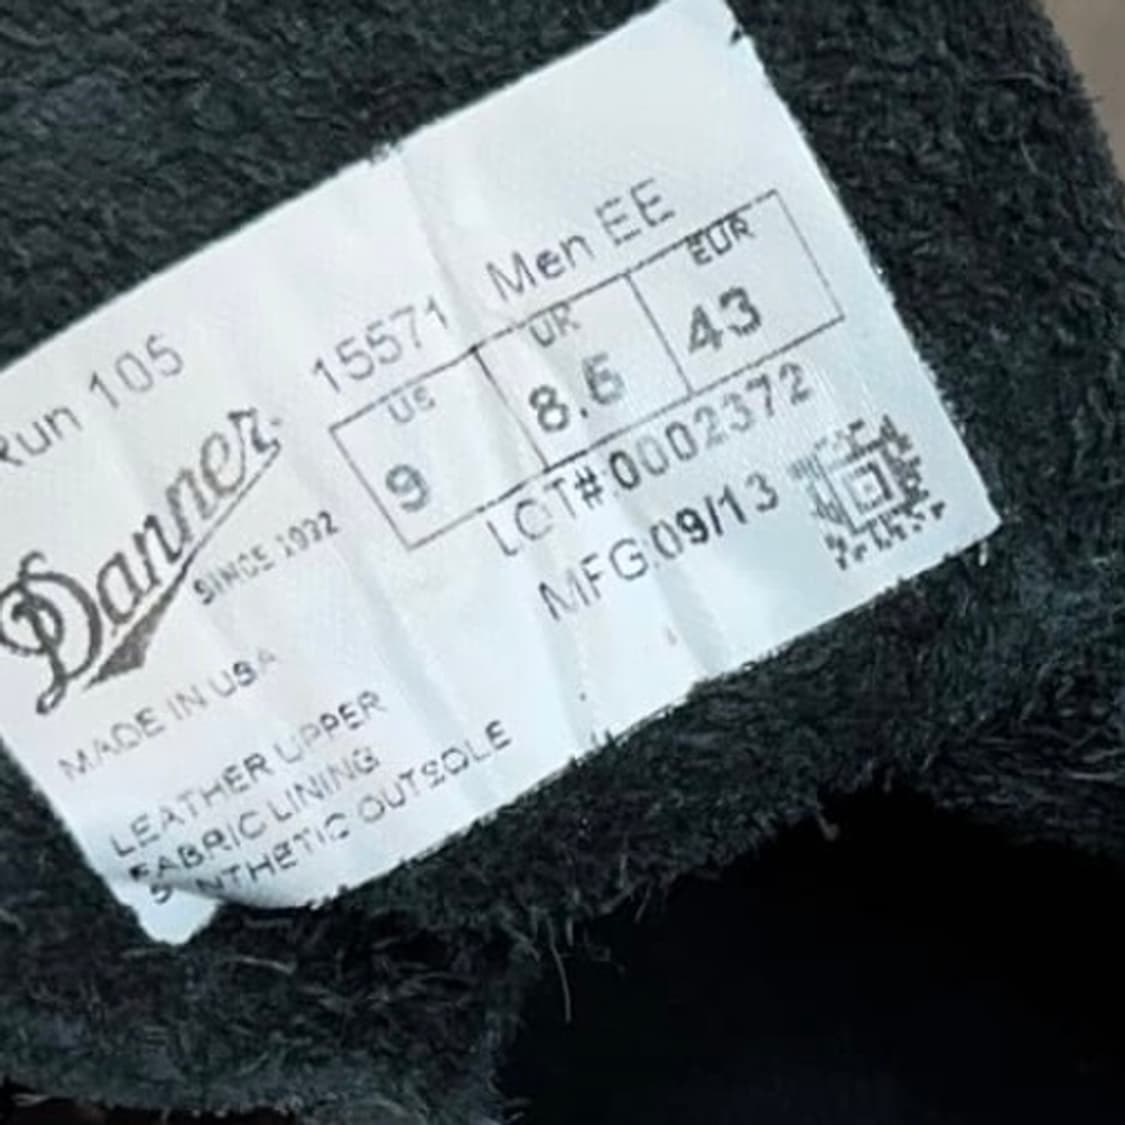 Run 105
15571 Men EE
Danner
SINCE 1932
US UK EUR
9 8.5 43
LOT#:0002372
MFG:09/13
MADE IN USA
LEATHER UPPER
FABRIC LINING
SYNTHETIC OUTSOLE